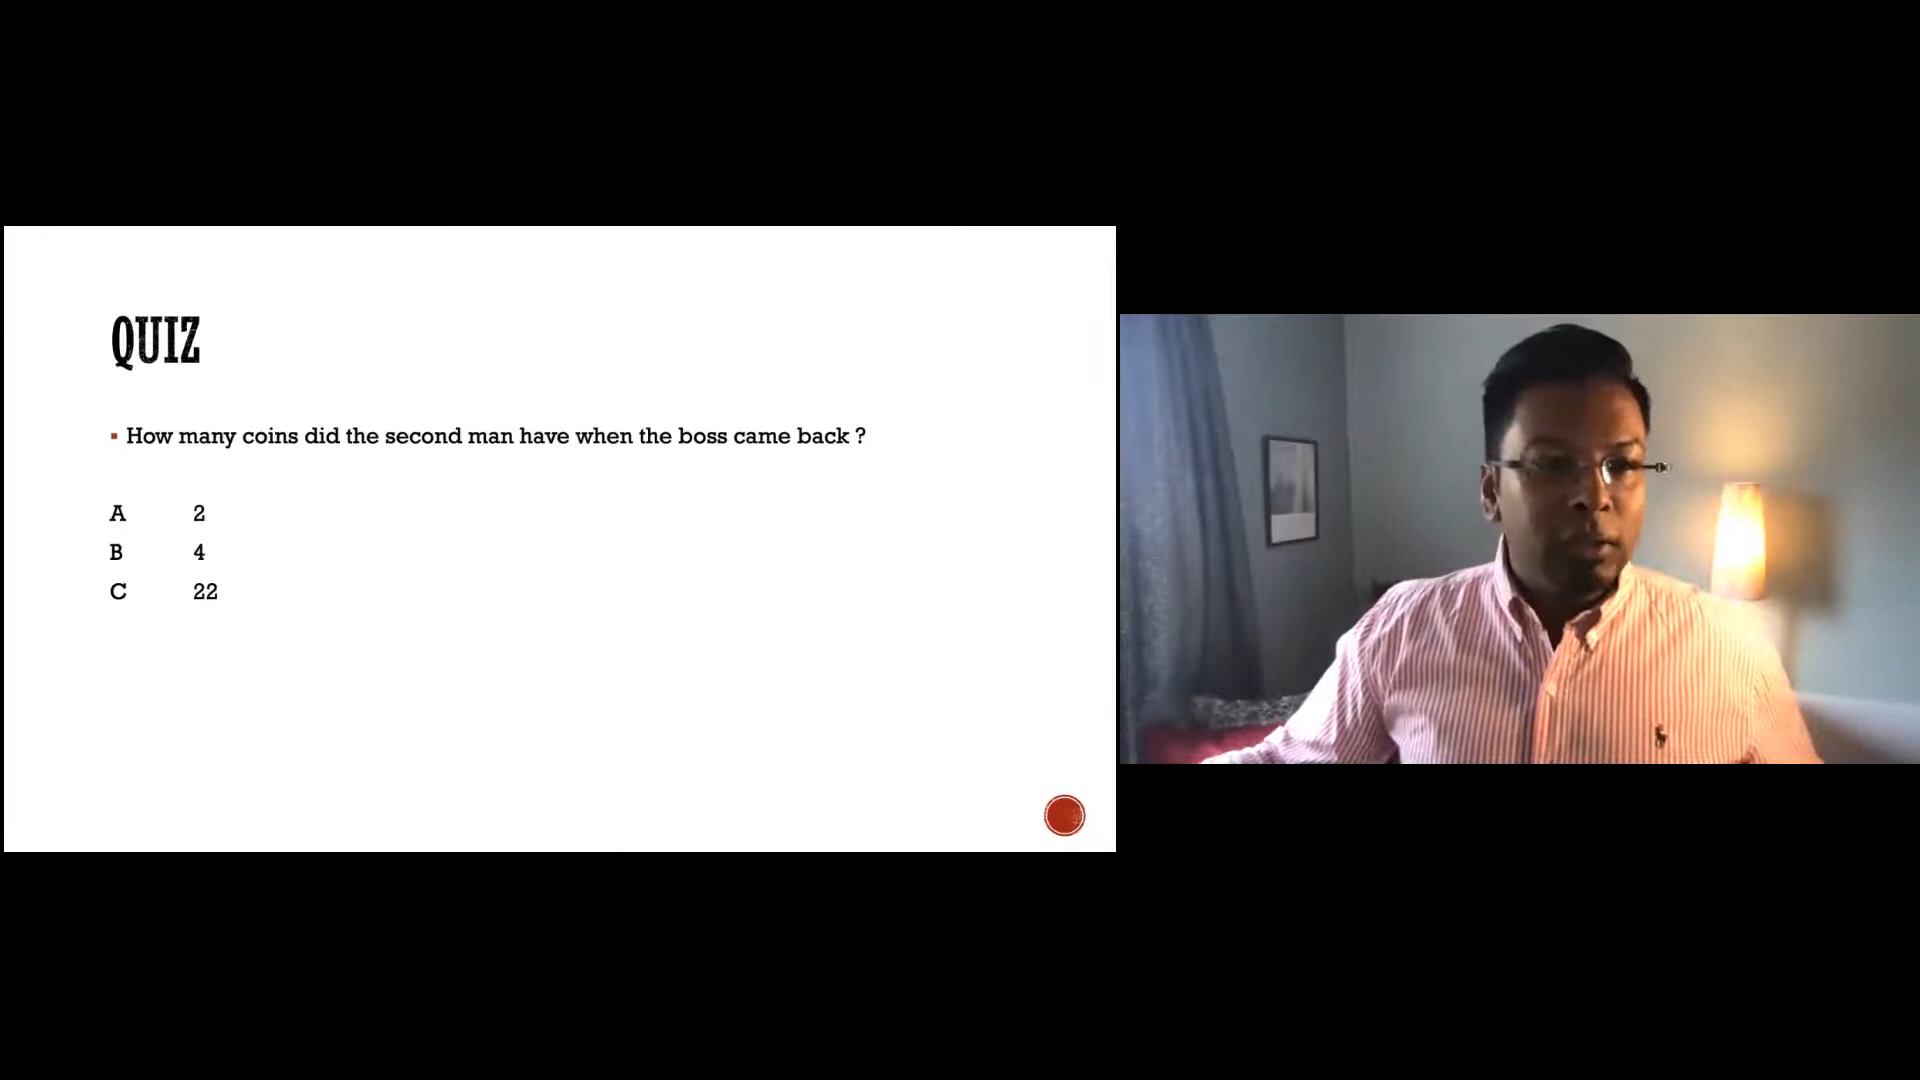 QUIZ
▪ How many coins did the second man have when the boss came back ?
A 2
B 4
C 22